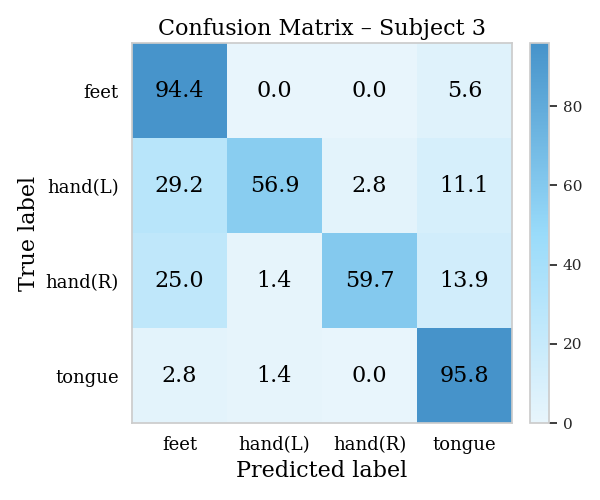 Confusion Matrix – Subject 3
feet 94.4 0.0 0.0 5.6
hand(L) 29.2 56.9 2.8 11.1
hand(R) 25.0 1.4 59.7 13.9
tongue 2.8 1.4 0.0 95.8
feet hand(L) hand(R) tongue
Predicted label
True label
80
60
40
20
0